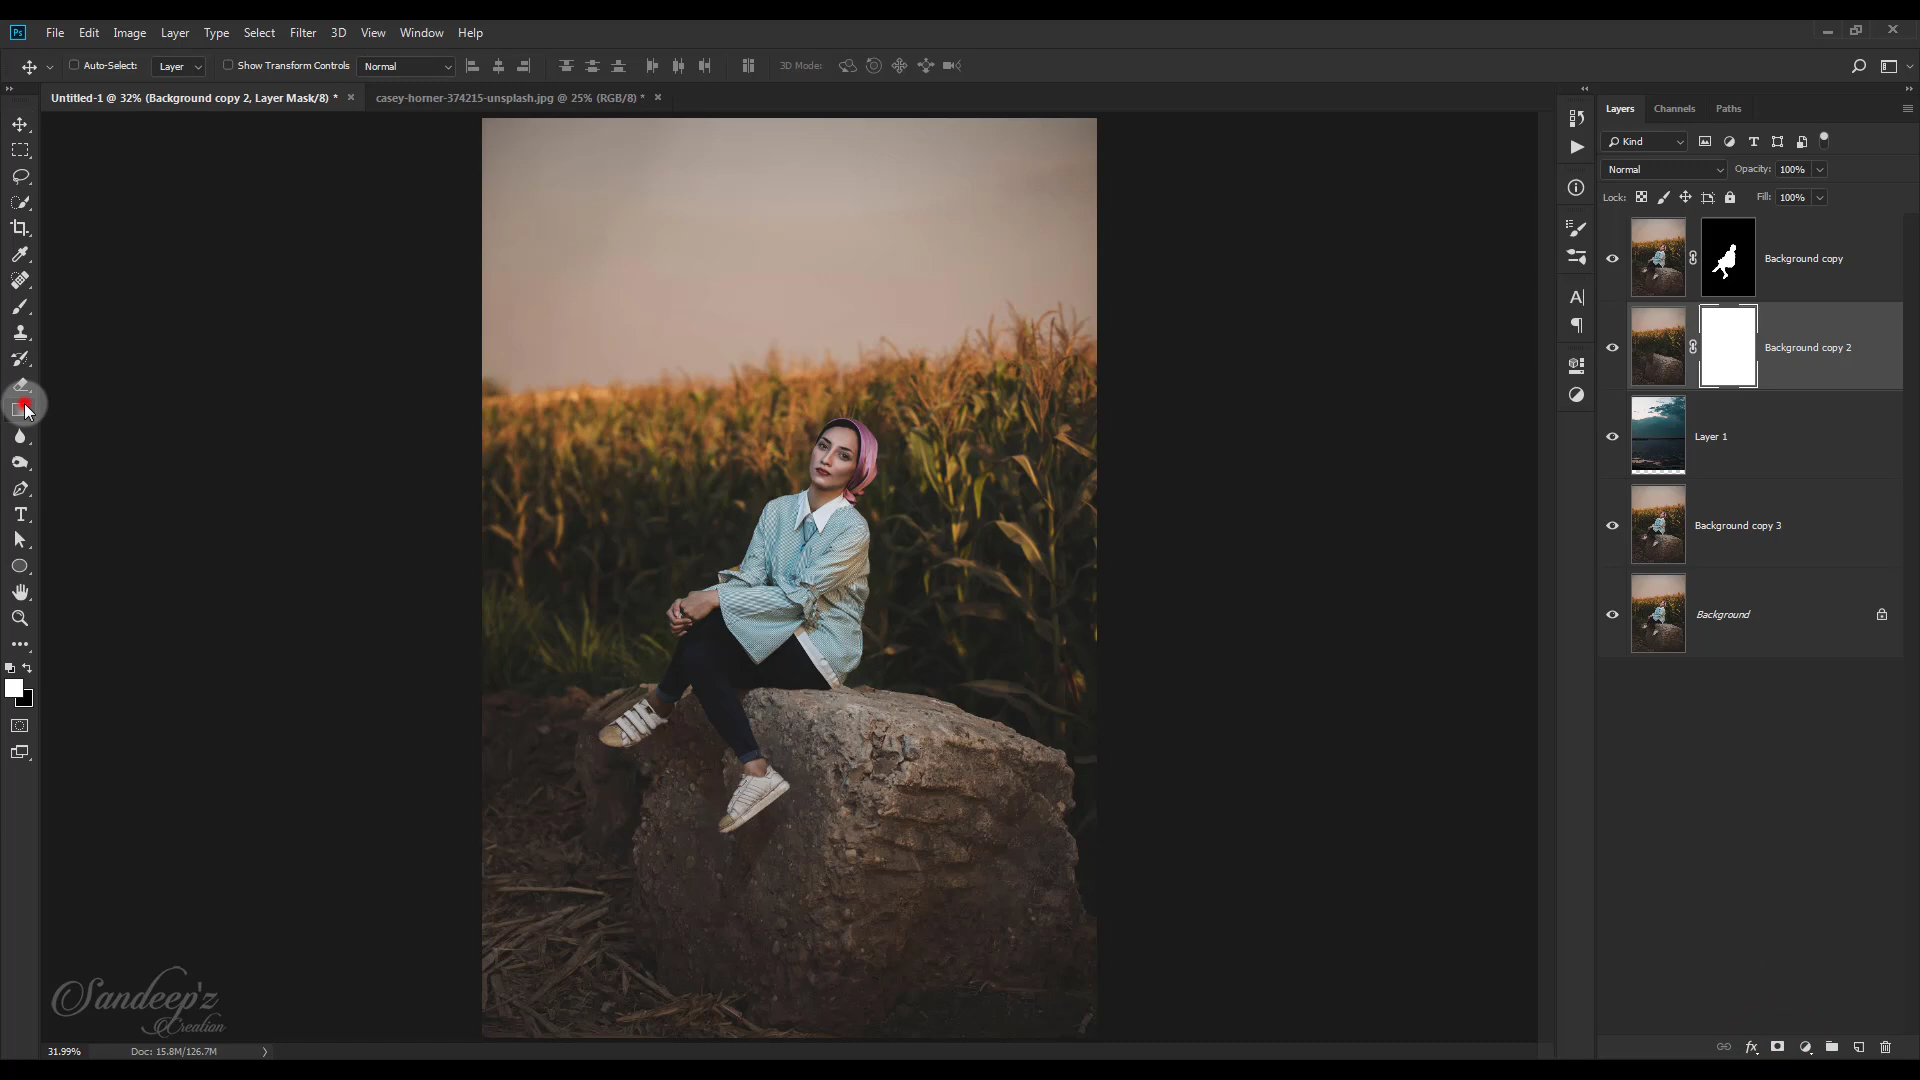 Ps File Edit Image Layer Type Select Filter 3D View Window Help
Auto-Select: Layer Show Transform Controls Normal 3D Mode:
Untitled-1 @ 32% (Background copy 2, Layer Mask/8) * × casey-horner-374215-unsplash.jpg @ 25% (RGB/8) * ×
Layers Channels Paths
Kind
Normal Opacity: 100%
Lock: Fill: 100%
Background copy
Background copy 2
Layer 1
Background copy 3
Background
Sandeep'z
Creation
31.99% Doc: 15.8M/126.7M
fx